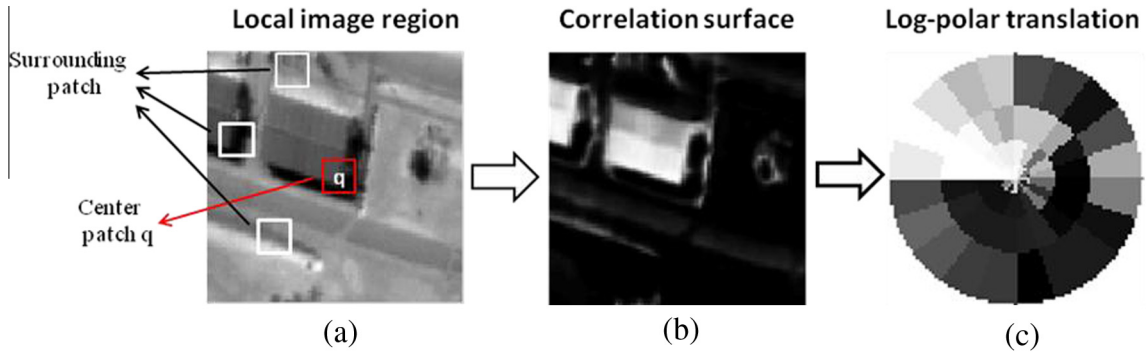 Local image region
Correlation surface
Log-polar translation
Surrounding
patch
q
Center
patch q
(a)
(b)
(c)